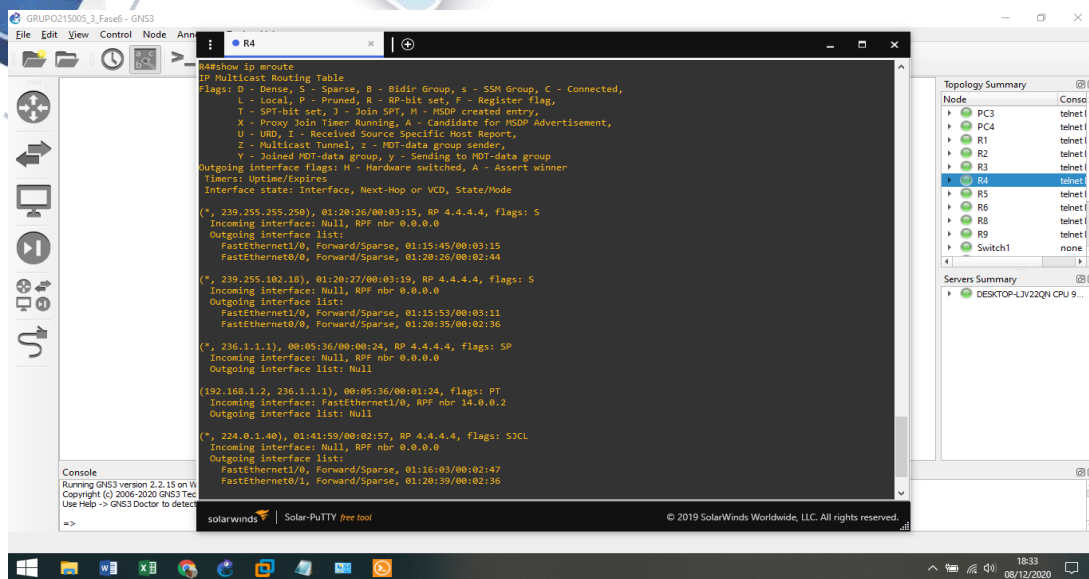 GRUPO215005_3_Fase6 - GNS3
File Edit View Control Node Ann
R4
R4#show ip mroute
IP Multicast Routing Table
Flags: D - Dense, S - Sparse, B - Bidir Group, s - SSM Group, C - Connected,
L - Local, P - Pruned, R - RP-bit set, F - Register flag,
T - SPT-bit set, J - Join SPT, M - MSDP created entry,
X - Proxy Join Timer Running, A - Candidate for MSDP Advertisement,
U - URD, I - Received Source Specific Host Report,
Z - Multicast Tunnel, z - MDT-data group sender,
Y - Joined MDT-data group, y - Sending to MDT-data group
Outgoing interface flags: H - Hardware switched, A - Assert winner
Timers: Uptime/Expires
Interface state: Interface, Next-Hop or VCD, State/Mode
(*, 239.255.255.250), 01:20:26/00:03:15, RP 4.4.4.4, flags: S
Incoming interface: Null, RPF nbr 0.0.0.0
Outgoing interface list:
FastEthernet1/0, Forward/Sparse, 01:15:45/00:03:15
FastEthernet0/0, Forward/Sparse, 01:20:26/00:02:44
(*, 239.255.102.18), 01:20:27/00:03:19, RP 4.4.4.4, flags: S
Incoming interface: Null, RPF nbr 0.0.0.0
Outgoing interface list:
FastEthernet1/0, Forward/Sparse, 01:15:53/00:03:11
FastEthernet0/0, Forward/Sparse, 01:20:35/00:02:36
(*, 236.1.1.1), 00:05:36/00:00:24, RP 4.4.4.4, flags: SP
Incoming interface: Null, RPF nbr 0.0.0.0
Outgoing interface list: Null
(192.168.1.2, 236.1.1.1), 00:05:36/00:01:24, flags: PT
Incoming interface: FastEthernet1/0, RPF nbr 14.0.0.2
Outgoing interface list: Null
(*, 224.0.1.40), 01:41:59/00:02:57, RP 4.4.4.4, flags: SJCL
Incoming interface: Null, RPF nbr 0.0.0.0
Outgoing interface list:
FastEthernet1/0, Forward/Sparse, 01:16:03/00:02:47
FastEthernet0/1, Forward/Sparse, 01:20:39/00:02:36
solarwinds Solar-PuTTY free tool
© 2019 SolarWinds Worldwide, LLC. All rights reserved.
Topology Summary
Node Conso
PC3 telnet l
PC4 telnet l
R1 telnet l
R2 telnet l
R3 telnet l
R4 telnet l
R5 telnet l
R6 telnet l
R8 telnet l
R9 telnet l
Switch1 none
Servers Summary
DESKTOP-LJV22QN CPU 9...
Console
Running GNS3 version 2.2.15 on W
Copyright (c) 2006-2020 GNS3 Tec
Use Help -> GNS3 Doctor to detect
=>
18:33
08/12/2020